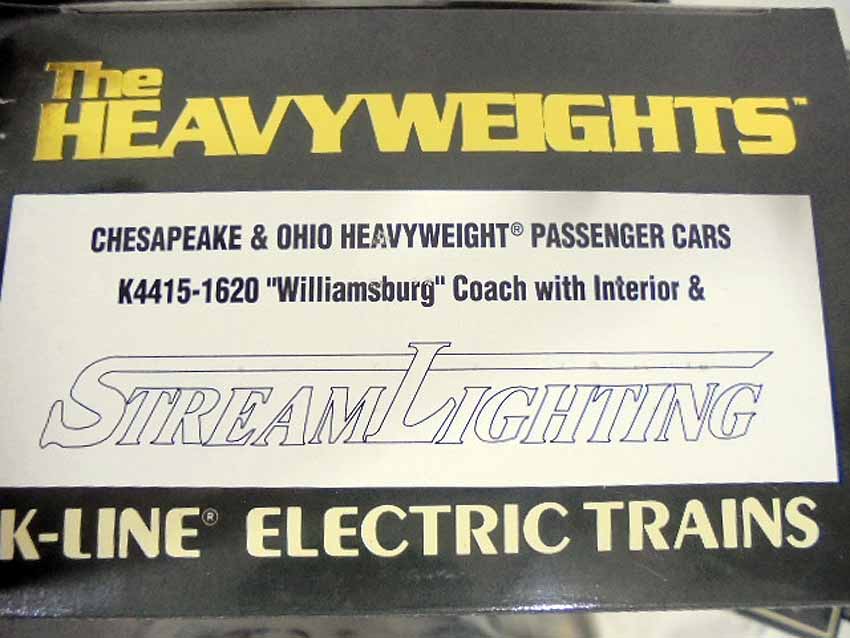 The
HEAVYWEIGHTS™
CHESAPEAKE & OHIO HEAVYWEIGHT® PASSENGER CARS
K4415-1620 "Williamsburg" Coach with Interior &
STREAMLIGHTING
K-LINE® ELECTRIC TRAINS